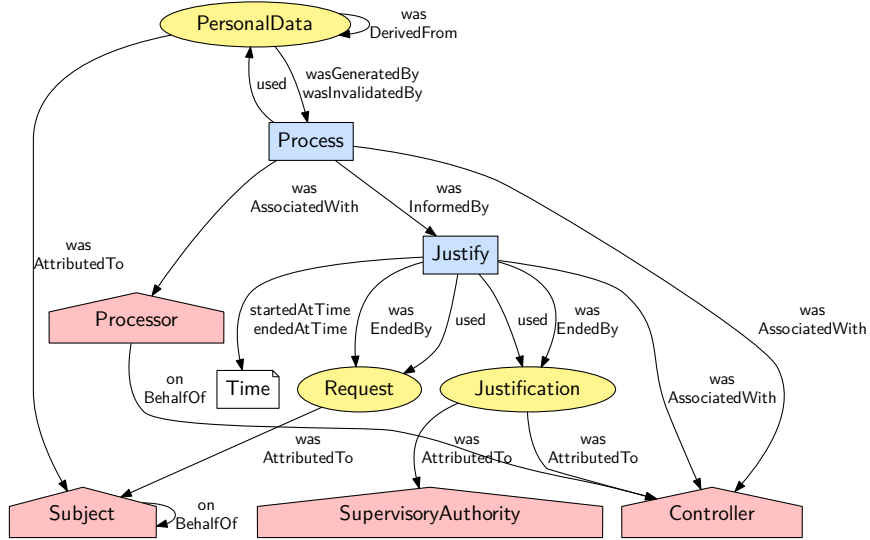 PersonalData
was
DerivedFrom
used
wasGeneratedBy
wasInvalidatedBy
Process
was
AssociatedWith
was
InformedBy
was
AttributedTo
Justify
Processor
startedAtTime
endedAtTime
was
EndedBy
used
used
was
EndedBy
was
AssociatedWith
on
BehalfOf
Time
Request
Justification
was
AssociatedWith
was
AttributedTo
was
AttributedTo
was
AttributedTo
Subject
on
BehalfOf
SupervisoryAuthority
Controller